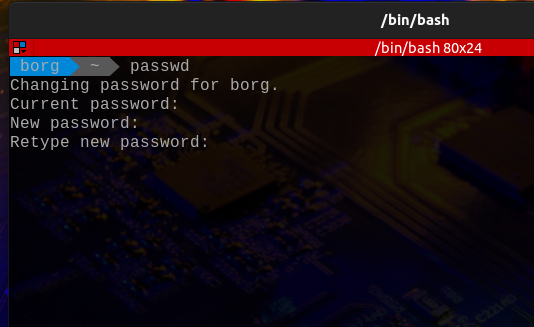 /bin/bash
/bin/bash 80x24
borg ~ passwd
Changing password for borg.
Current password:
New password:
Retype new password: